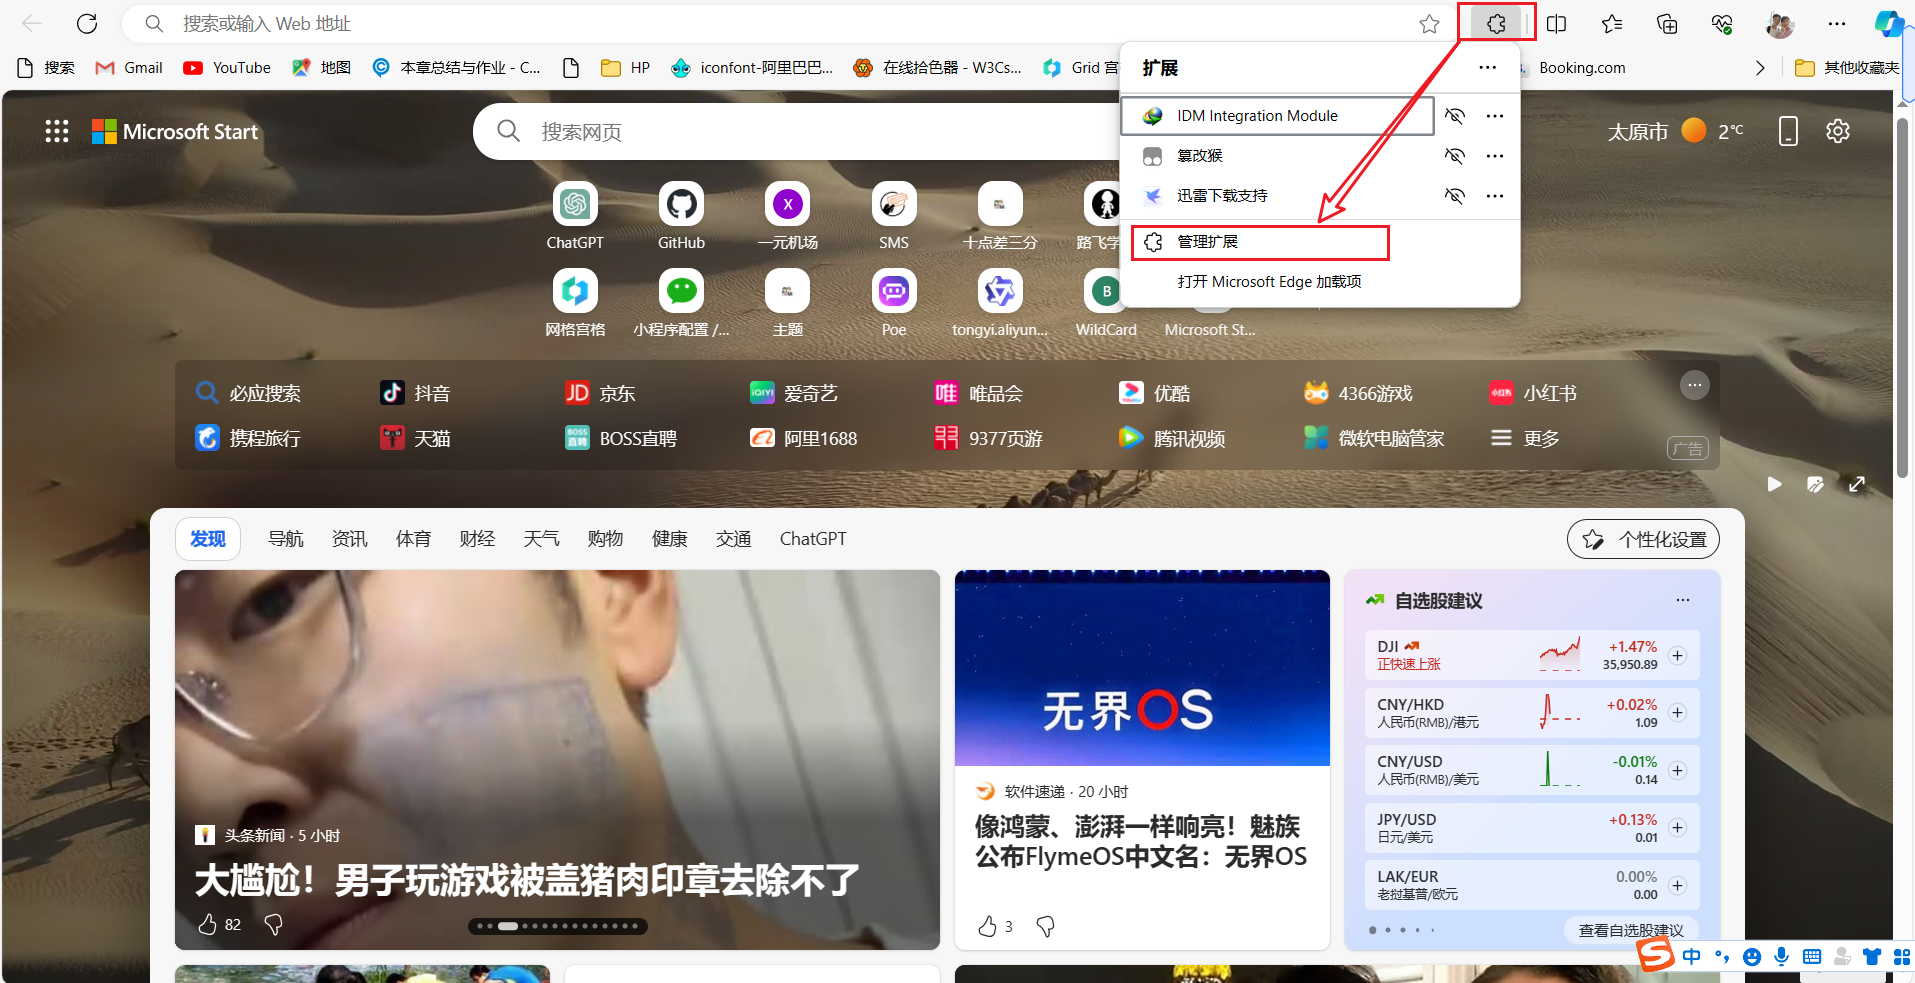 搜索或输入 Web 地址
搜索
Gmail
YouTube
地图
本章总结与作业 - C...
HP
iconfont-阿里巴巴...
在线拾色器 - W3Cs...
Grid 宫
Booking.com
其他收藏夹
扩展
IDM Integration Module
篡改猴
迅雷下载支持
管理扩展
打开 Microsoft Edge 加载项
Microsoft Start
搜索网页
太原市
2°C
ChatGPT
GitHub
X
一元机场
SMS
十点差三分
路飞学
网格宫格
小程序配置 /...
主题
Poe
tongyi.aliyun...
B
WildCard
Microsoft St...
必应搜索
抖音
JD
京东
iQIYI
爱奇艺
唯
唯品会
优酷
4366游戏
小红书
小红书
携程旅行
天猫
BOSS
直聘
BOSS直聘
阿里1688
9377页游
腾讯视频
微软电脑管家
更多
广告
发现
导航
资讯
体育
财经
天气
购物
健康
交通
ChatGPT
个性化设置
头条新闻 · 5 小时
大尴尬！男子玩游戏被盖猪肉印章去除不了
82
无界OS
软件速递 · 20 小时
像鸿蒙、澎湃一样响亮！魅族
公布FlymeOS中文名：无界OS
3
自选股建议
DJI
+1.47%
正快速上涨
35,950.89
CNY/HKD
+0.02%
人民币(RMB)/港元
1.09
CNY/USD
-0.01%
人民币(RMB)/美元
0.14
JPY/USD
+0.13%
日元/美元
0.01
LAK/EUR
0.00%
老挝基普/欧元
0.00
查看自选股建议
S
中